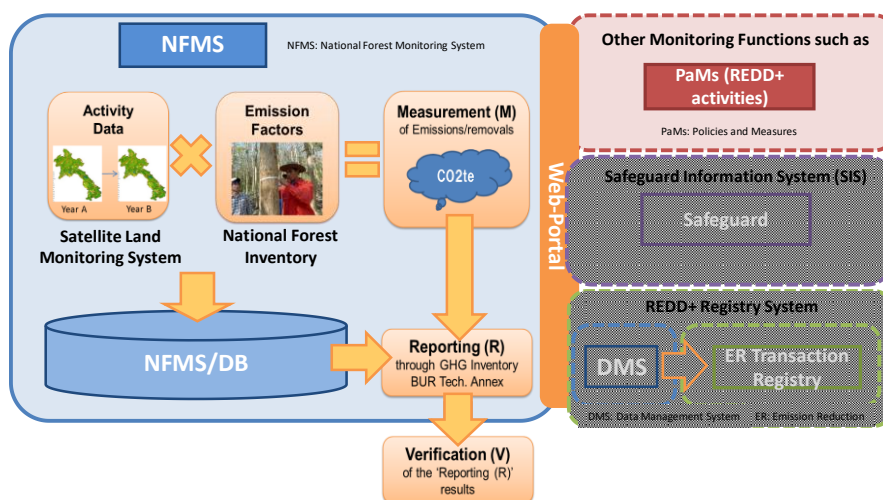 NFMS
NFMS: National Forest Monitoring System
Activity
Data
Year A
Year B
Satellite Land
Monitoring System
Emission
Factors
National Forest
Inventory
Measurement (M)
of Emissions/removals
CO2te
NFMS/DB
Reporting (R)
through GHG Inventory
BUR Tech. Annex
Verification (V)
of the 'Reporting (R)'
results
Web-Portal
Other Monitoring Functions such as
PaMs (REDD+
activities)
PaMs: Policies and Measures
Safeguard Information System (SIS)
Safeguard
REDD+ Registry System
DMS
ER Transaction
Registry
DMS: Data Management System ER: Emission Reduction